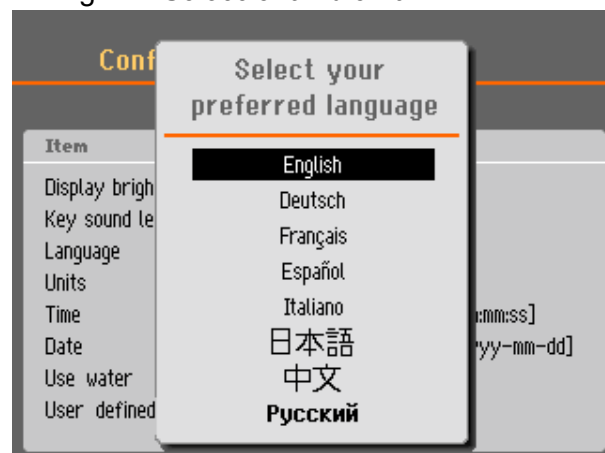 Conf
Select your
preferred language
Item
English
Display brigh
Deutsch
Key sound le
Français
Language
Español
Units
Italiano
Time
:mm:ss]
Date
日本語
yy-mm-dd]
Use water
中文
User defined
Русский